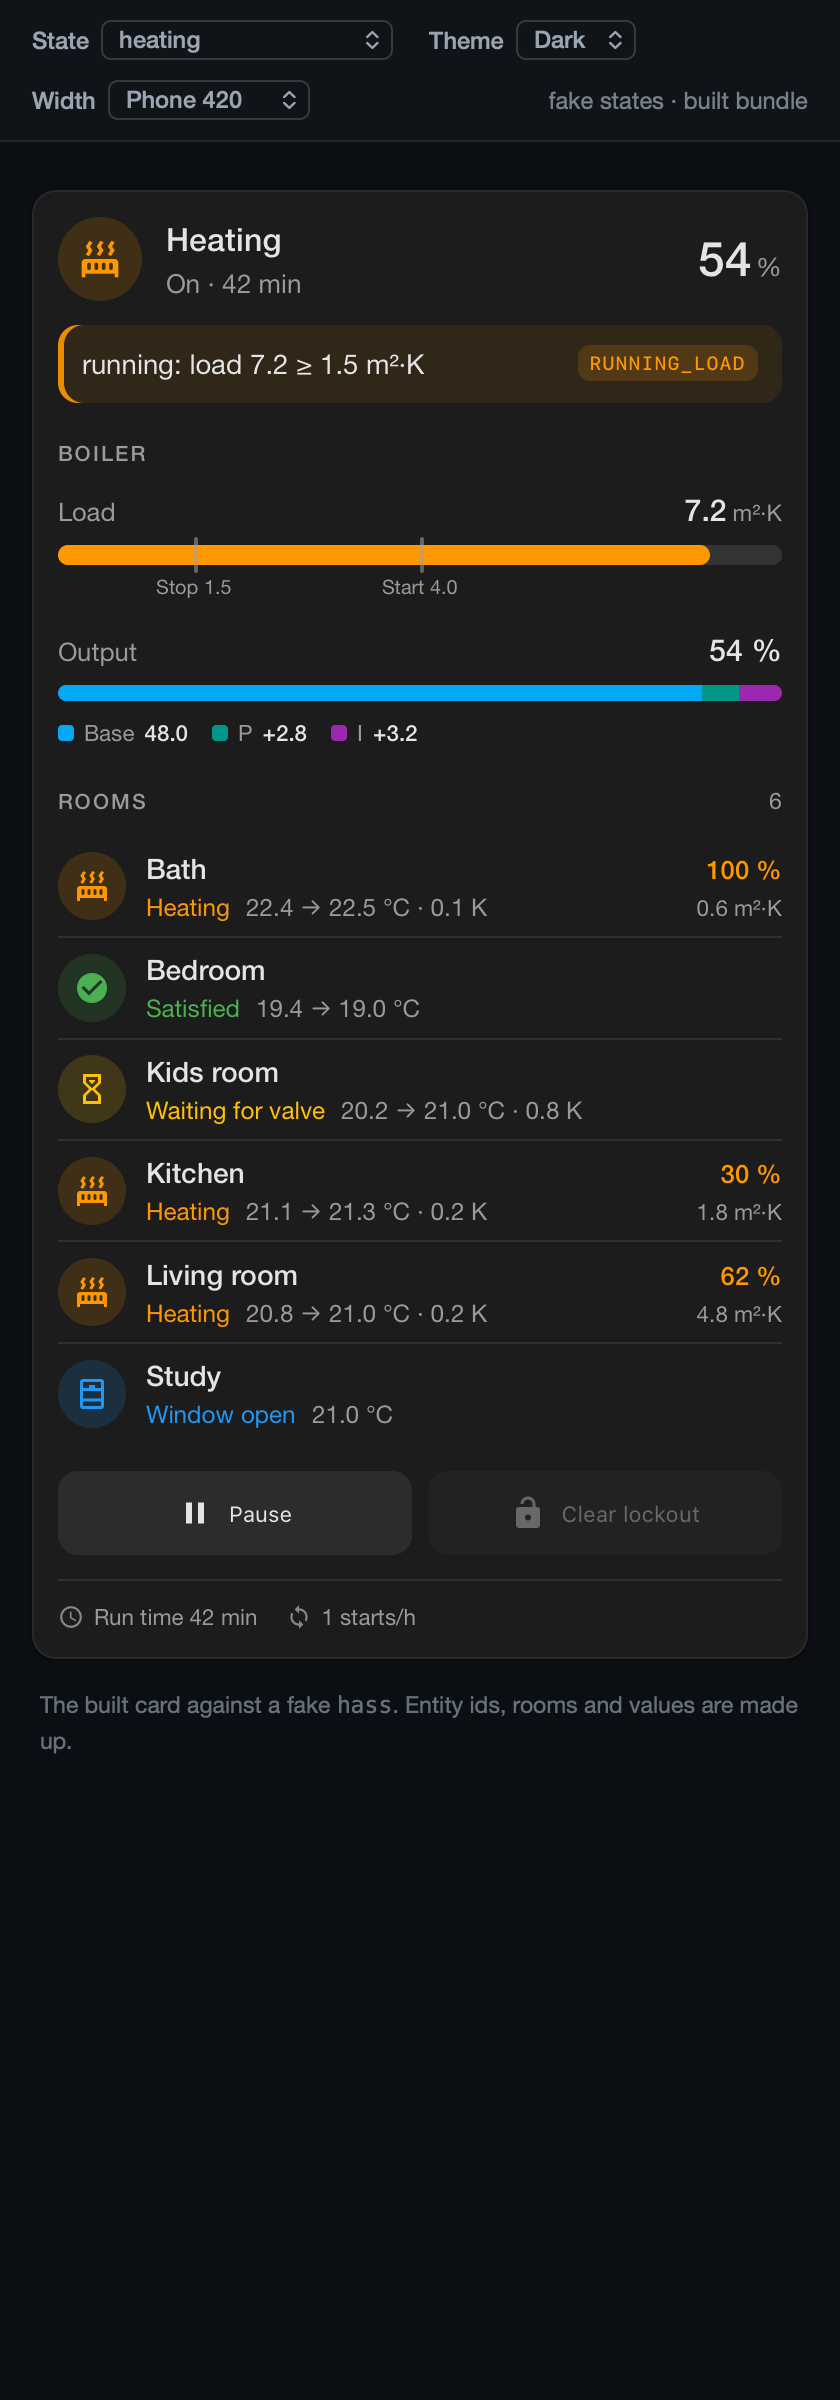 State heating Theme Dark
Width Phone 420 fake states · built bundle
Heating
On · 42 min
54 %
running: load 7.2 ≥ 1.5 m²·K RUNNING_LOAD
BOILER
Load 7.2 m²·K
Stop 1.5 Start 4.0
Output 54 %
Base 48.0 P +2.8 I +3.2
ROOMS 6
Bath 100 %
Heating 22.4 → 22.5 °C · 0.1 K 0.6 m²·K
Bedroom
Satisfied 19.4 → 19.0 °C
Kids room
Waiting for valve 20.2 → 21.0 °C · 0.8 K
Kitchen 30 %
Heating 21.1 → 21.3 °C · 0.2 K 1.8 m²·K
Living room 62 %
Heating 20.8 → 21.0 °C · 0.2 K 4.8 m²·K
Study
Window open 21.0 °C
Pause Clear lockout
Run time 42 min 1 starts/h
The built card against a fake hass. Entity ids, rooms and values are made
up.